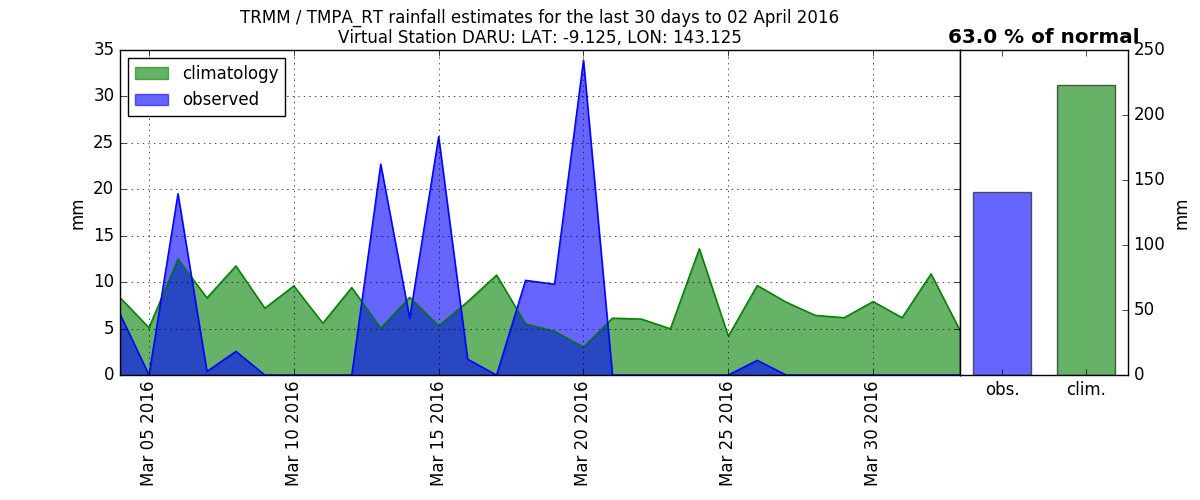 TRMM / TMPA_RT rainfall estimates for the last 30 days to 02 April 2016
Virtual Station DARU: LAT: -9.125, LON: 143.125
63.0 % of normal
climatology
observed
mm
35
30
25
20
15
10
5
0
Mar 05 2016
Mar 10 2016
Mar 15 2016
Mar 20 2016
Mar 25 2016
Mar 30 2016
obs.
clim.
250
200
150
100
50
0
mm